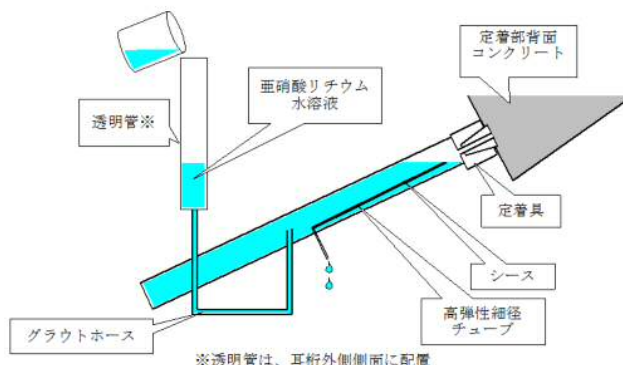 定着部背面
コンクリート
亜硝酸リチウム
水溶液
透明管※
定着具
シース
高弾性細径
チューブ
グラウトホース
※透明管は、耳桁外側側面に配置